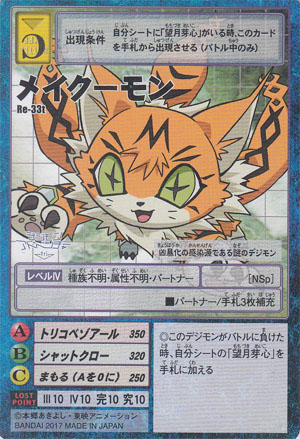 出現条件
自分シートに「望月芽心」がいる時、このカード
を手札から出現させる (バトル中のみ)
メイクーモン
Re-33t
凶暴化の感染源である謎のデジモン
レベルIV 種族不明・属性不明・パートナー [NSp]
■パートナー/手札3枚補充
A トリコベゾアール 350
B シャットクロー 320
C まもる (Aを0に) 250
◎このデジモンがバトルに負けた
時、自分シートの「望月芽心」を
手札に加える
LOST POINT III10 IV10 完10 究10
©本郷あきよし・東映アニメーション
BANDAI 2017 MADE IN JAPAN